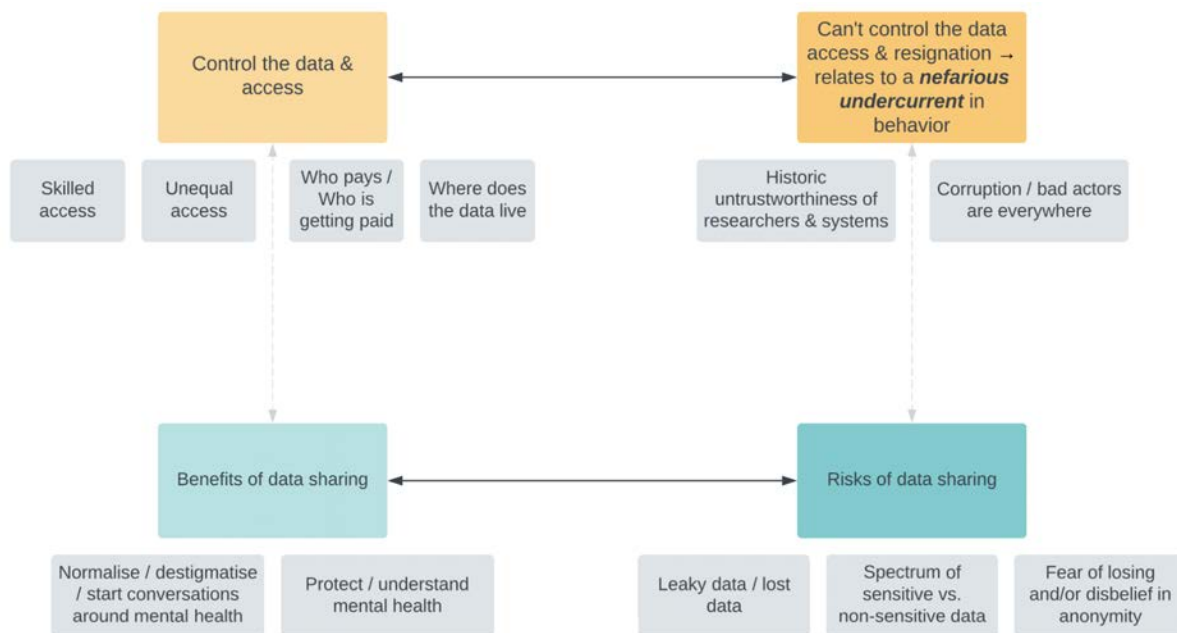 Control the data &
access
Can't control the data
access & resignation →
relates to a nefarious
undercurrent in
behavior
Skilled
access
Unequal
access
Who pays /
Who is
getting paid
Where does
the data live
Historic
untrustworthiness of
researchers & systems
Corruption / bad actors
are everywhere
Benefits of data sharing
Risks of data sharing
Normalise / destigmatise
/ start conversations
around mental health
Protect / understand
mental health
Leaky data / lost
data
Spectrum of
sensitive vs.
non-sensitive data
Fear of losing
and/or disbelief in
anonymity